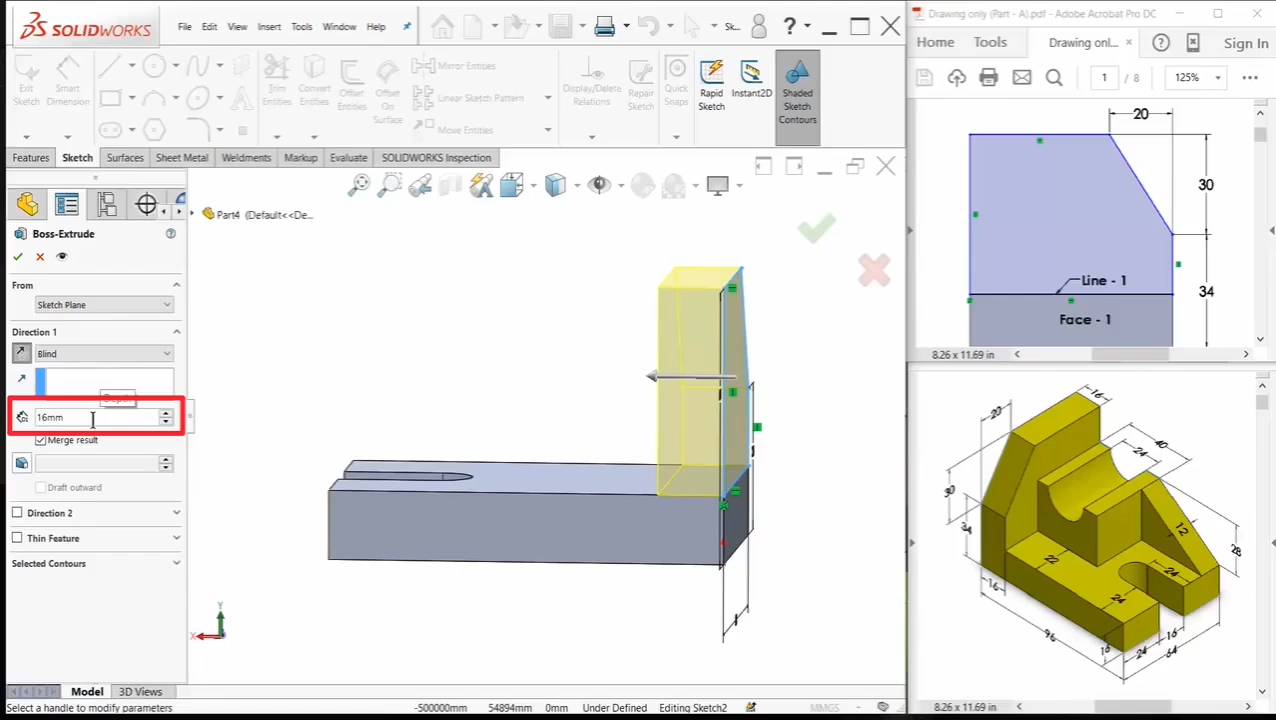 SOLIDWORKS
File Edit View Insert Tools Window Help
Sk...
?
Exit Sketch
Smart Dimension
Trim Entities
Convert Entities
Offset Entities
Offset On Surface
Mirror Entities
Linear Sketch Pattern
Move Entities
Display/Delete Relations
Repair Sketch
Quick Snaps
Rapid Sketch
Instant2D
Shaded Sketch Contours
Features Sketch Surfaces Sheet Metal Weldments Markup Evaluate SOLIDWORKS Inspection
Part4 (Default<<De...
Boss-Extrude
From
Sketch Plane
Direction 1
Blind
Depth
16mm
Merge result
Draft outward
Direction 2
Thin Feature
Selected Contours
Y
X
Model 3D Views
Select a handle to modify parameters
-500000mm 54894mm 0mm Under Defined Editing Sketch2
MMGS
Drawing only (Part - A).pdf - Adobe Acrobat Pro DC
Home Tools Drawing onl... × ? Sign In
1 / 8 125%
20
30
Line - 1
34
Face - 1
8.26 x 11.69 in
16
20
24
40
30
34
12
28
22
24
24
16
96
16
24
16
64
8.26 x 11.69 in